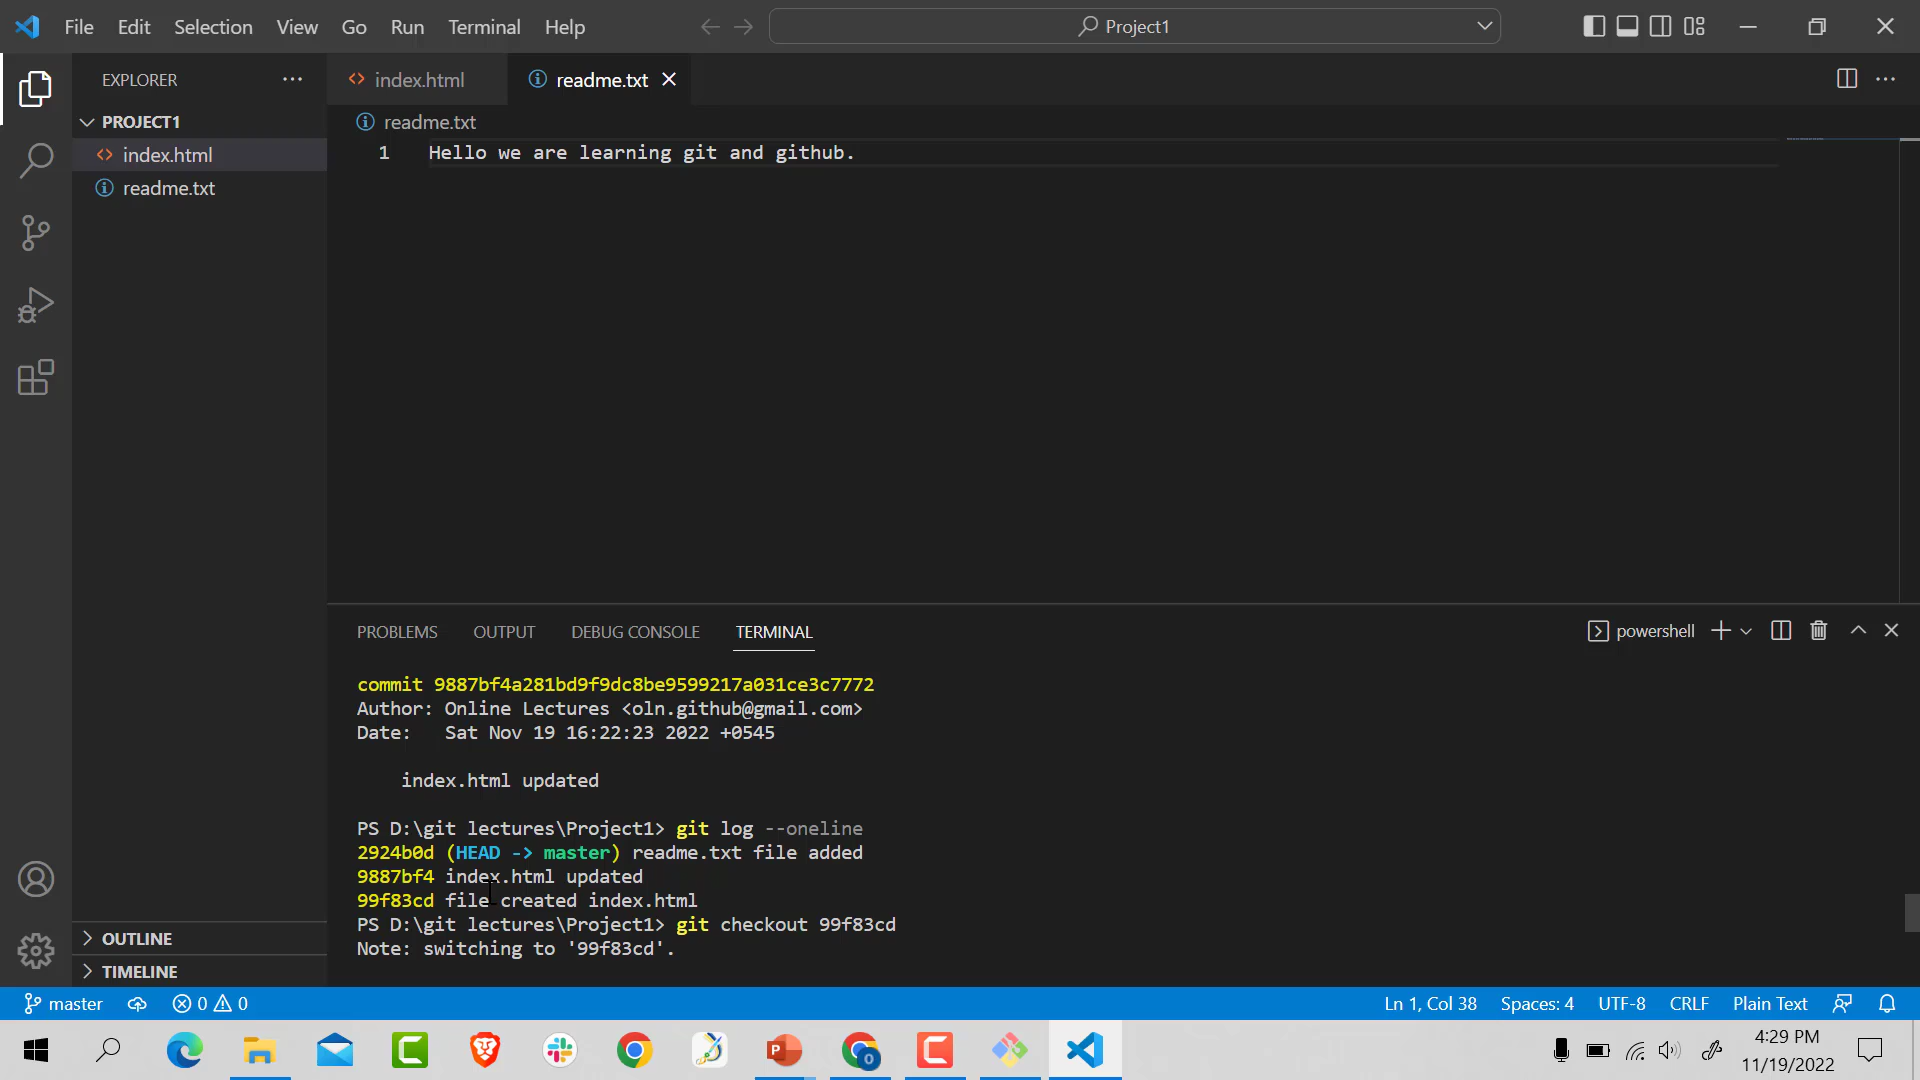 File Edit Selection View Go Run Terminal Help
Project1
EXPLORER
PROJECT1
index.html
readme.txt
OUTLINE
TIMELINE
index.html
readme.txt
readme.txt
1 Hello we are learning git and github.
PROBLEMS OUTPUT DEBUG CONSOLE TERMINAL
powershell
commit 9887bf4a281bd9f9dc8be9599217a031ce3c7772
Author: Online Lectures <oln.github@gmail.com>
Date: Sat Nov 19 16:22:23 2022 +0545
index.html updated
PS D:\git lectures\Project1> git log --oneline
2924b0d (HEAD -> master) readme.txt file added
9887bf4 index.html updated
99f83cd file created index.html
PS D:\git lectures\Project1> git checkout 99f83cd
Note: switching to '99f83cd'.
master 0 0
Ln 1, Col 38 Spaces: 4 UTF-8 CRLF Plain Text
4:29 PM
11/19/2022